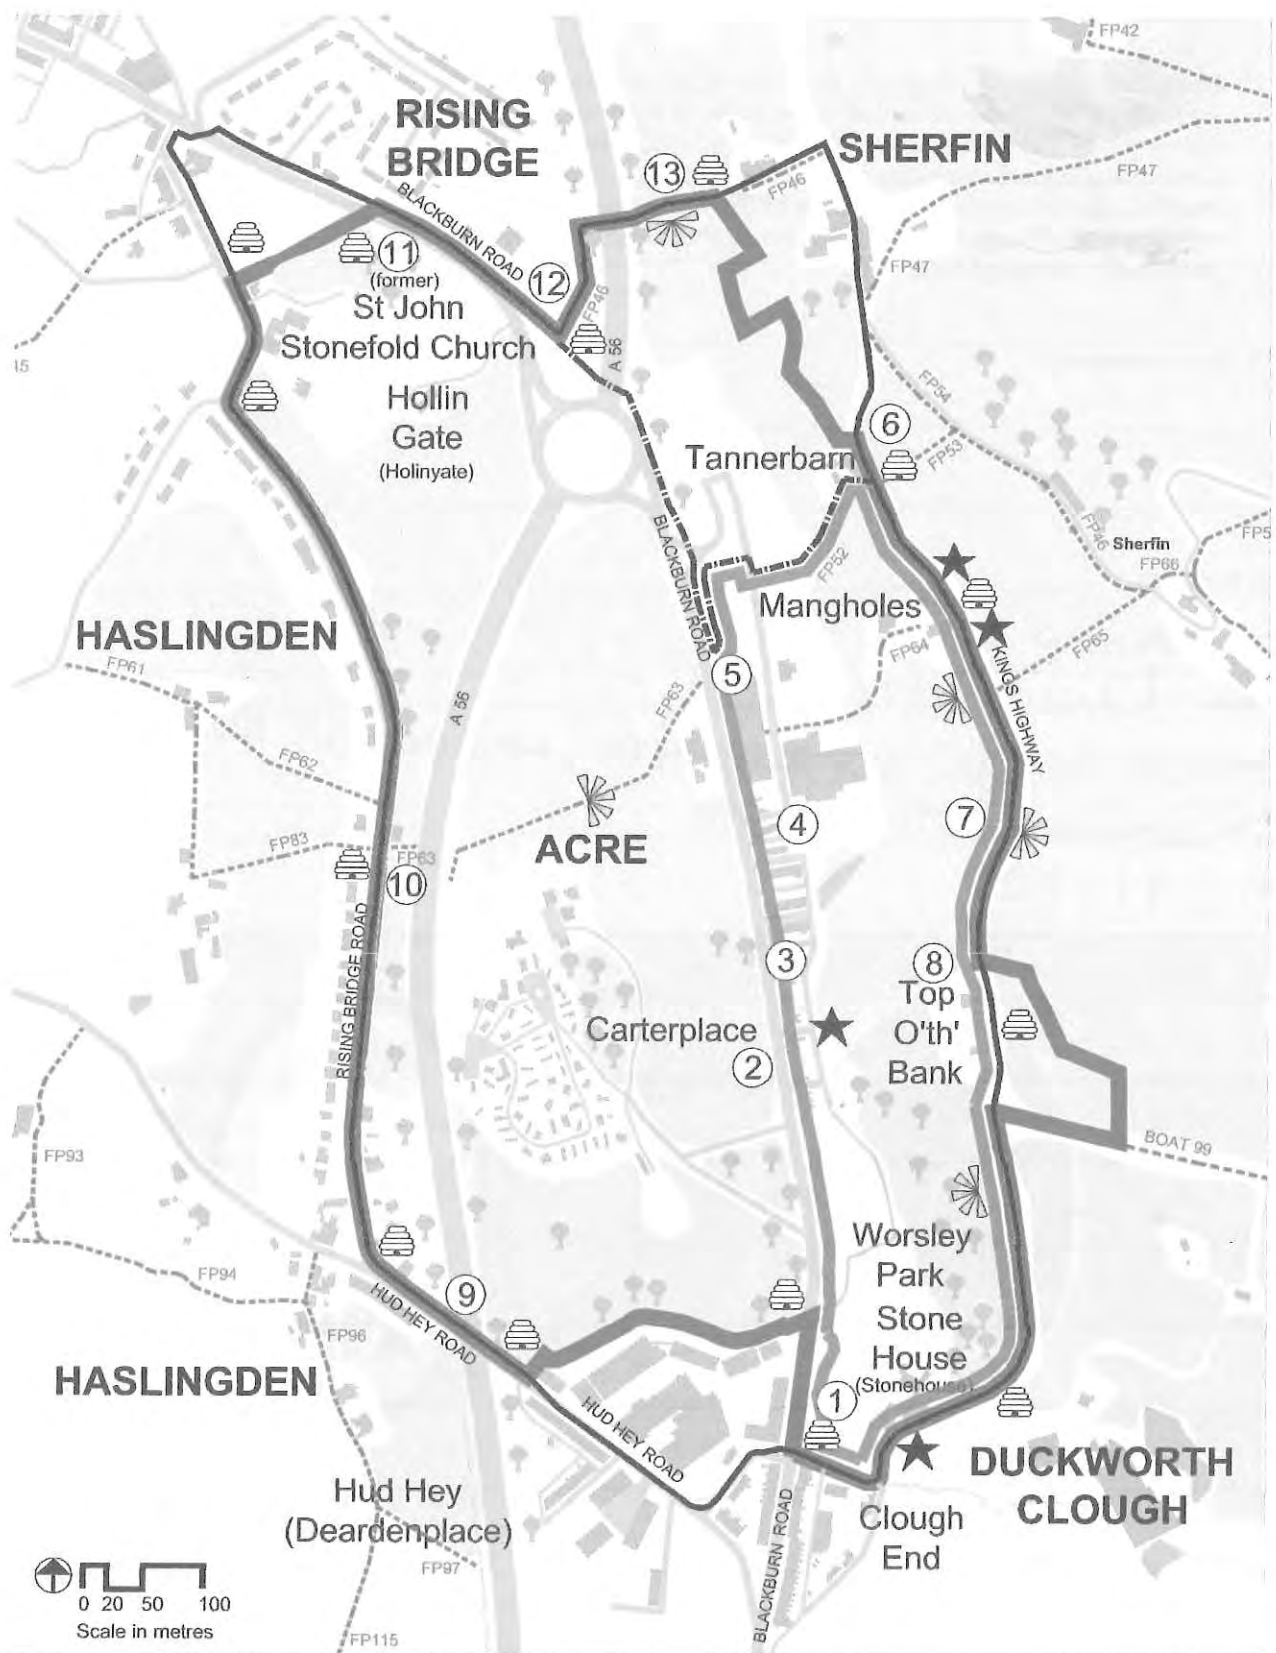 FP42
RISING
BRIDGE
SHERFIN
13
FP46
FP47
BLACKBURN ROAD
11
(former)
St John
Stonefold Church
12
FP46
FP47
A 56
Hollin
Gate
(Holinyate)
FP54
6
Tannerbarn
FP53
BLACKBURN ROAD
FP52
FP46
Sherfin
FP66
Mangholes
HASLINGDEN
FP61
5
FP64
FP65
KINGS HIGHWAY
FP63
A 56
FP62
4
7
ACRE
FP83
FP63
10
RISING BRIDGE ROAD
3
8
Top
O'th'
Bank
Carterplace
2
BOAT 99
FP93
Worsley
Park
FP94
9
HUD HEY ROAD
FP96
Stone
House
(Stonehouse)
HASLINGDEN
1
HUD HEY ROAD
DUCKWORTH
CLOUGH
Hud Hey
(Deardenplace)
BLACKBURN ROAD
Clough
End
FP97
0 20 50 100
Scale in metres
FP115